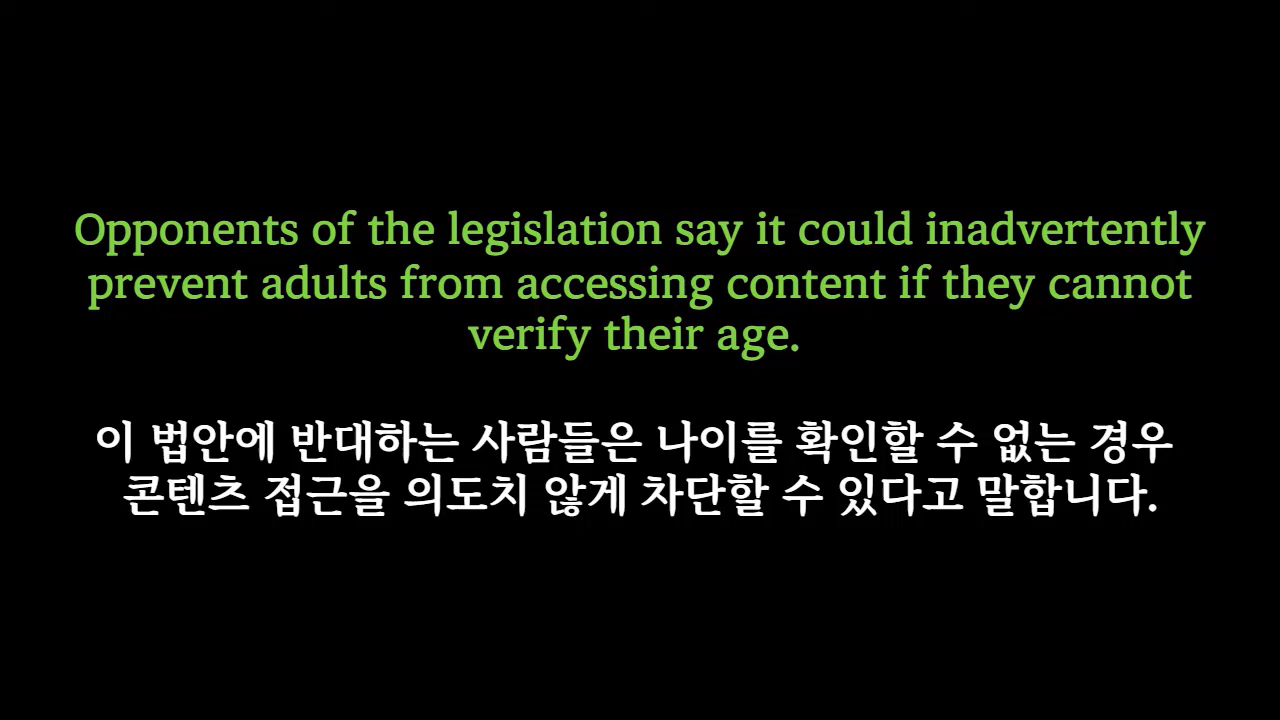 Opponents of the legislation say it could inadvertently
prevent adults from accessing content if they cannot
verify their age.
이 법안에 반대하는 사람들은 나이를 확인할 수 없는 경우
콘텐츠 접근을 의도치 않게 차단할 수 있다고 말합니다.